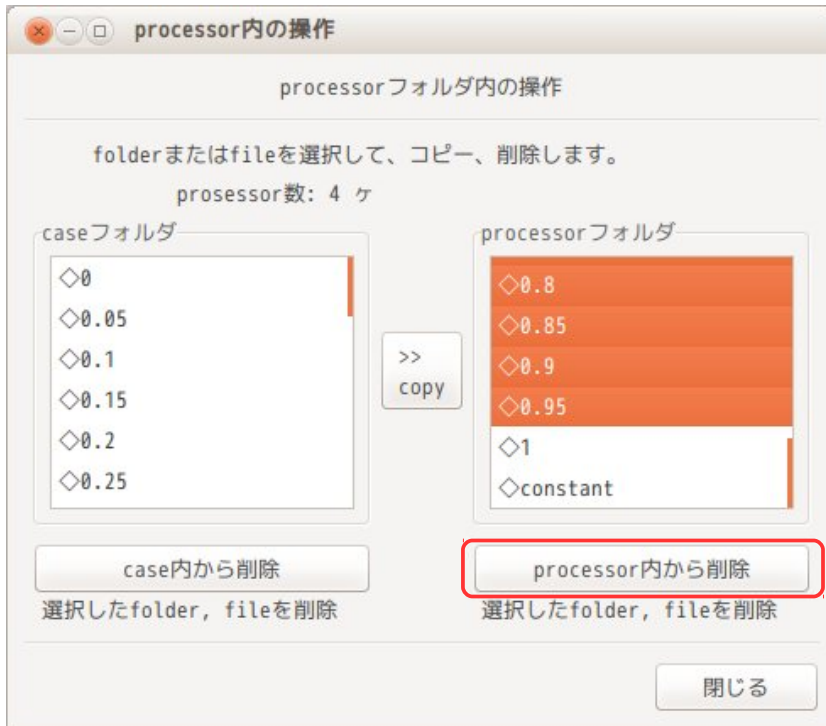 processor内の操作
processorフォルダ内の操作
folderまたはfileを選択して、コピー、削除します。
prosessor数: 4 ケ
caseフォルダ
◇0
◇0.05
◇0.1
◇0.15
◇0.2
◇0.25
>>
copy
processorフォルダ
◇0.8
◇0.85
◇0.9
◇0.95
◇1
◇constant
case内から削除
選択したfolder, fileを削除
processor内から削除
選択したfolder, fileを削除
閉じる